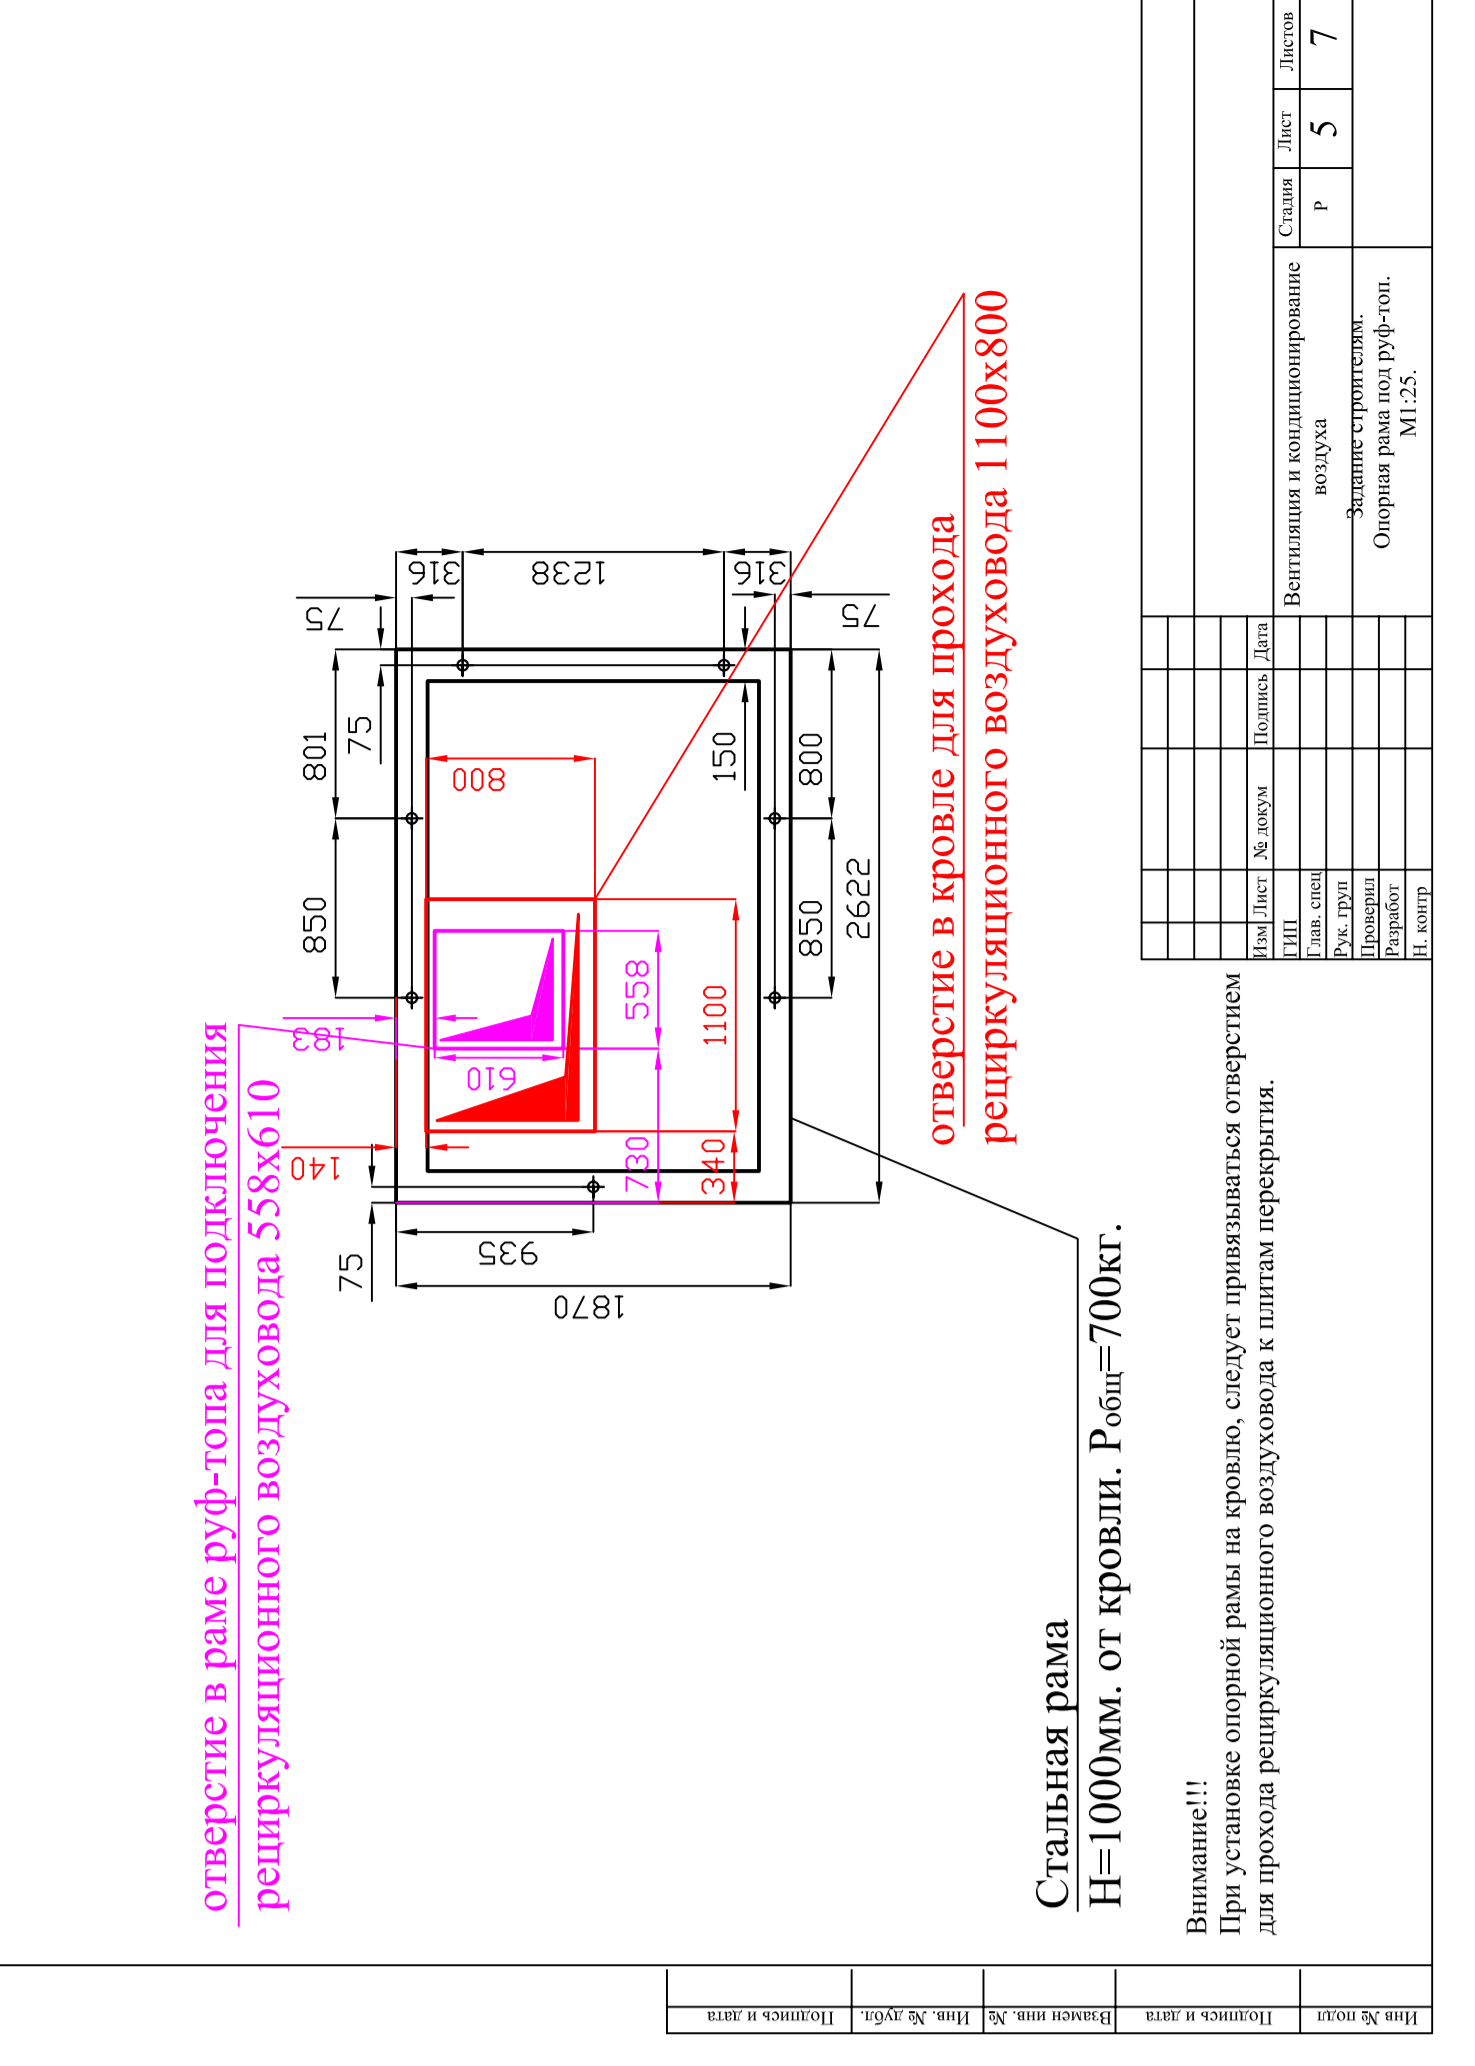 отверстие в раме руф-топа для подключения
рециркуляционного воздуховода 558х610
75
935
1870
140
183
730
558
610
340
1100
800
850
801
75
75
316
1238
316
75
150
850
800
2622
отверстие в кровле для прохода
рециркуляционного воздуховода 1100х800
Стальная рама
Н=1000мм. от кровли. Робщ=700кг.
Внимание!!!
При установке опорной рамы на кровлю, следует привязываться отверстием
для прохода рециркуляционного воздуховода к плитам перекрытия.
Изм Лист № докум Подпись Дата
ГИП
Глав. спец
Рук. груп
Проверил
Разработ
Н. контр
Вентиляция и кондиционирование
воздуха
Задание строителям.
Опорная рама под руф-топ.
М1:25.
Стадия Лист Листов
Р 5 7
Подпись и дата
Инв. № дубл.
Взамен инв. №
Подпись и дата
Инв № подл